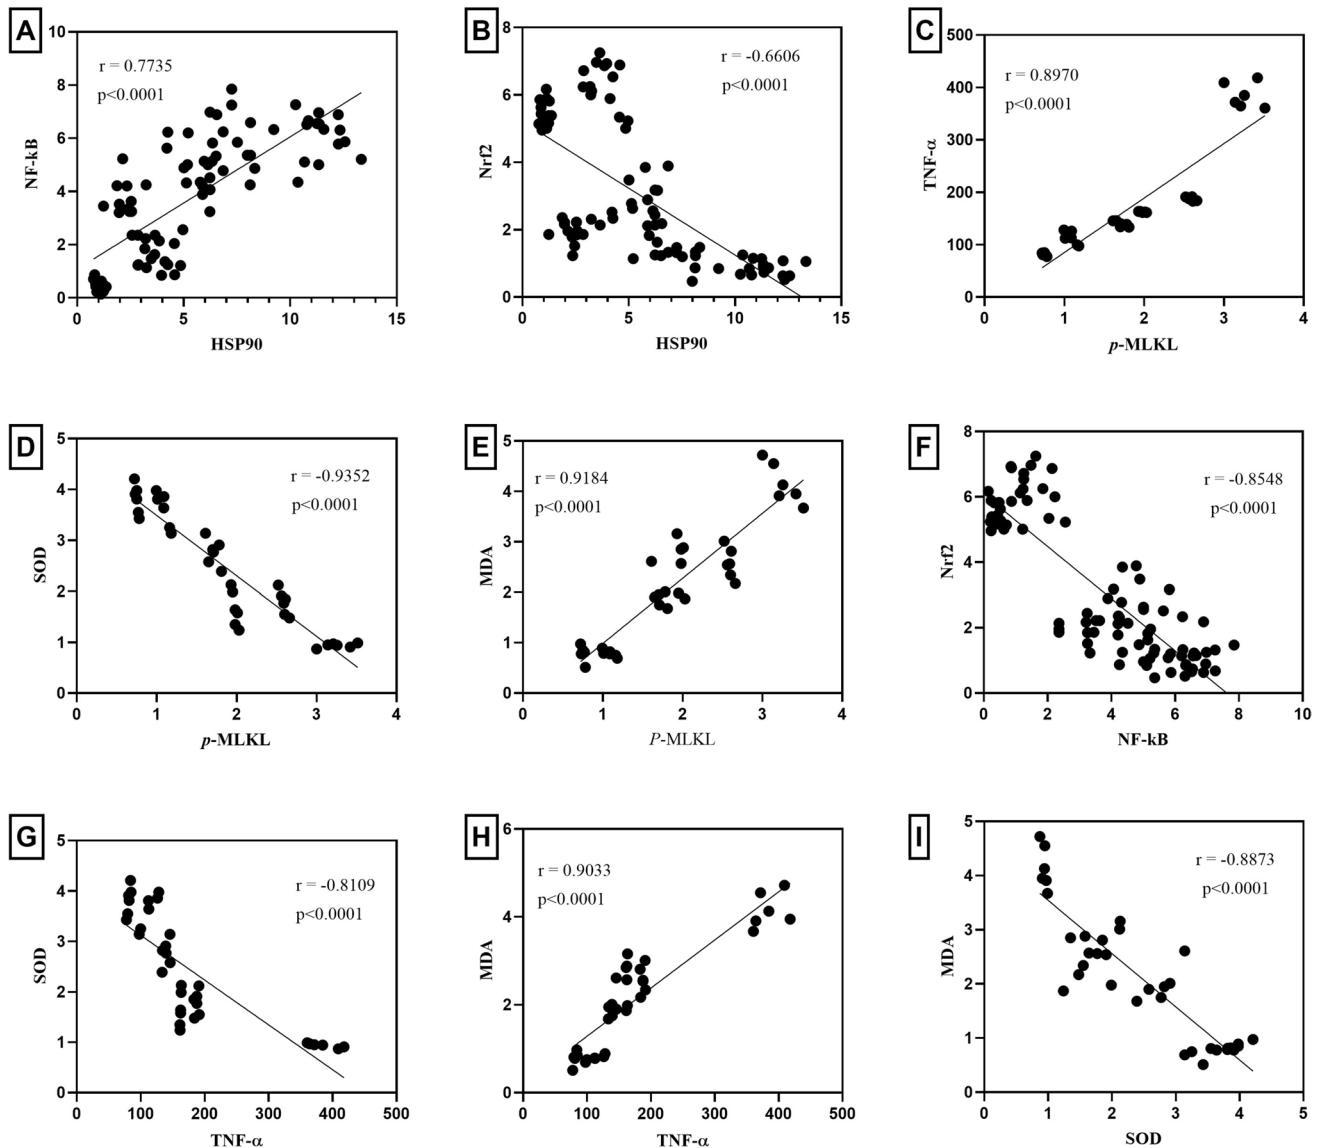 A
10
8
6
4
2
0
NF-kB
r = 0.7735
p<0.0001
0 5 10 15
HSP90
B
8
6
4
2
0
Nrf2
r = -0.6606
p<0.0001
0 5 10 15
HSP90
C
500
400
300
200
100
0
TNF-α
r = 0.8970
p<0.0001
0 1 2 3 4
p-MLKL
D
5
4
3
2
1
0
SOD
r = -0.9352
p<0.0001
0 1 2 3 4
p-MLKL
E
5
4
3
2
1
0
MDA
r = 0.9184
p<0.0001
0 1 2 3 4
P-MLKL
F
8
6
4
2
0
Nrf2
r = -0.8548
p<0.0001
0 2 4 6 8 10
NF-kB
G
5
4
3
2
1
0
SOD
r = -0.8109
p<0.0001
0 100 200 300 400 500
TNF-α
H
6
4
2
0
MDA
r = 0.9033
p<0.0001
0 100 200 300 400 500
TNF-α
I
5
4
3
2
1
0
MDA
r = -0.8873
p<0.0001
0 1 2 3 4 5
SOD